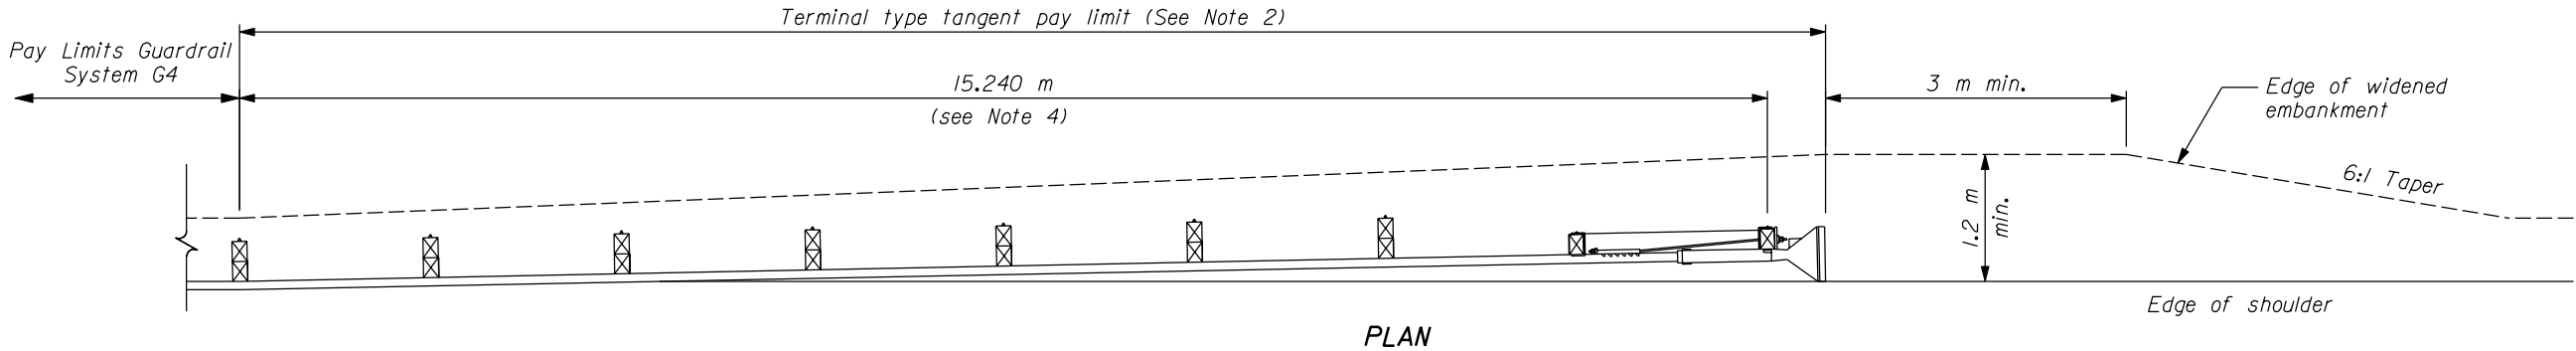 Terminal type tangent pay limit (See Note 2)
Pay Limits Guardrail
System G4
15.240 m
(see Note 4)
3 m min.
Edge of widened
embankment
6:1 Taper
1.2 m
min.
Edge of shoulder
PLAN